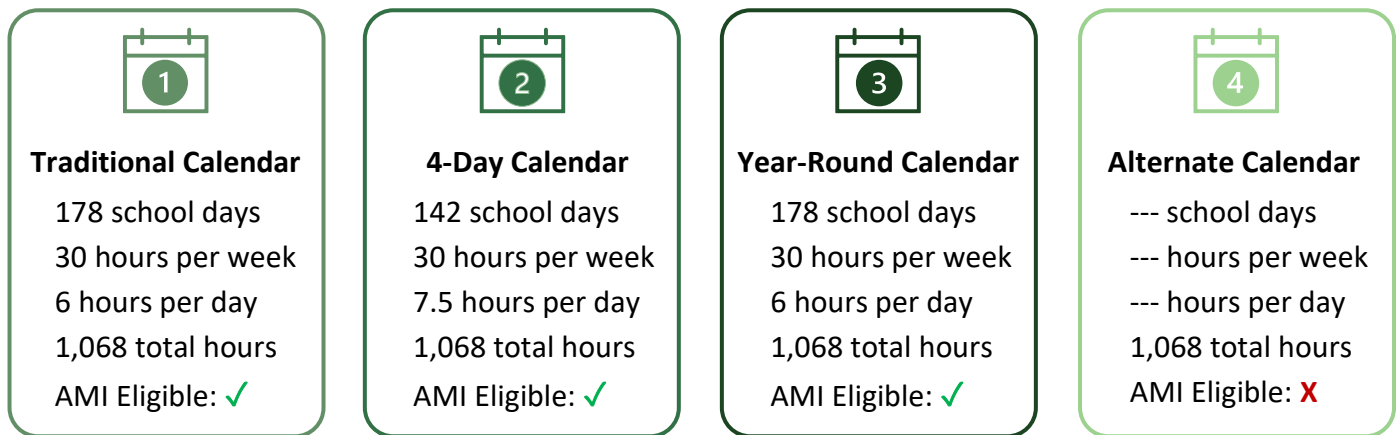 1
Traditional Calendar
178 school days
30 hours per week
6 hours per day
1,068 total hours
AMI Eligible: ✓
2
4-Day Calendar
142 school days
30 hours per week
7.5 hours per day
1,068 total hours
AMI Eligible: ✓
3
Year-Round Calendar
178 school days
30 hours per week
6 hours per day
1,068 total hours
AMI Eligible: ✓
4
Alternate Calendar
--- school days
--- hours per week
--- hours per day
1,068 total hours
AMI Eligible: X